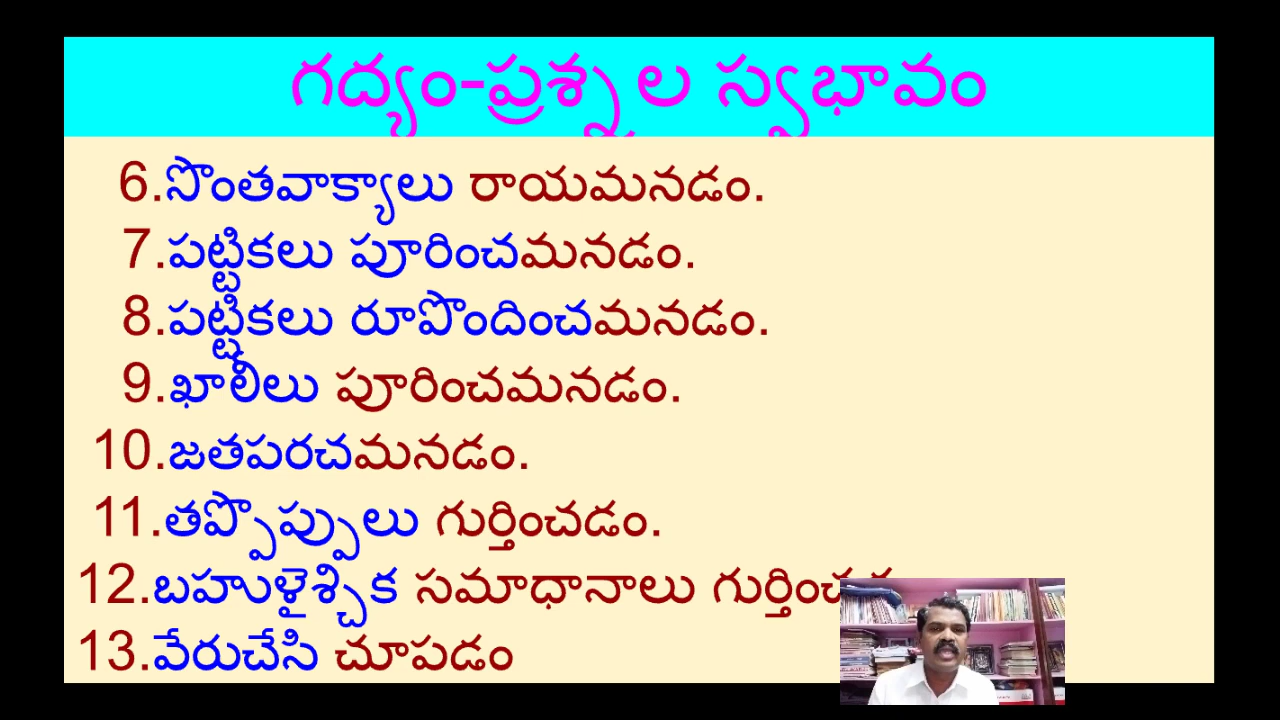 గద్యం-ప్రశ్నల స్వభావం
6.సొంతవాక్యాలు రాయమనడం.
7.పట్టికలు పూరించమనడం.
8.పట్టికలు రూపొందించమనడం.
9.ఖాలీలు పూరించమనడం.
10.జతపరచమనడం.
11.తప్పొప్పులు గుర్తించడం.
12.బహుళైశ్చిక సమాధానాలు
13.వేరుచేసి చూపడం